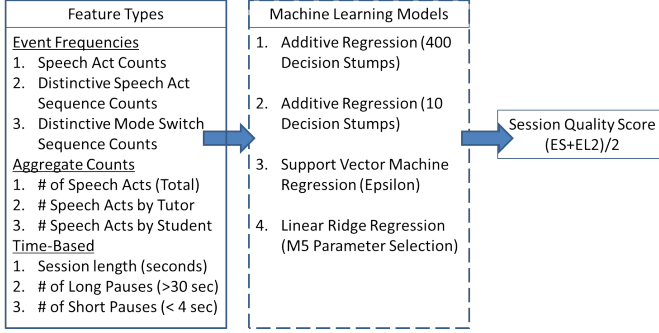 Feature Types
Event Frequencies
1. Speech Act Counts
2. Distinctive Speech Act
Sequence Counts
3. Distinctive Mode Switch
Sequence Counts
Aggregate Counts
1. # of Speech Acts (Total)
2. # Speech Acts by Tutor
3. # Speech Acts by Student
Time-Based
1. Session length (seconds)
2. # of Long Pauses (>30 sec)
3. # of Short Pauses (< 4 sec)
Machine Learning Models
1. Additive Regression (400
Decision Stumps)
2. Additive Regression (10
Decision Stumps)
3. Support Vector Machine
Regression (Epsilon)
4. Linear Ridge Regression
(M5 Parameter Selection)
Session Quality Score
(ES+EL2)/2